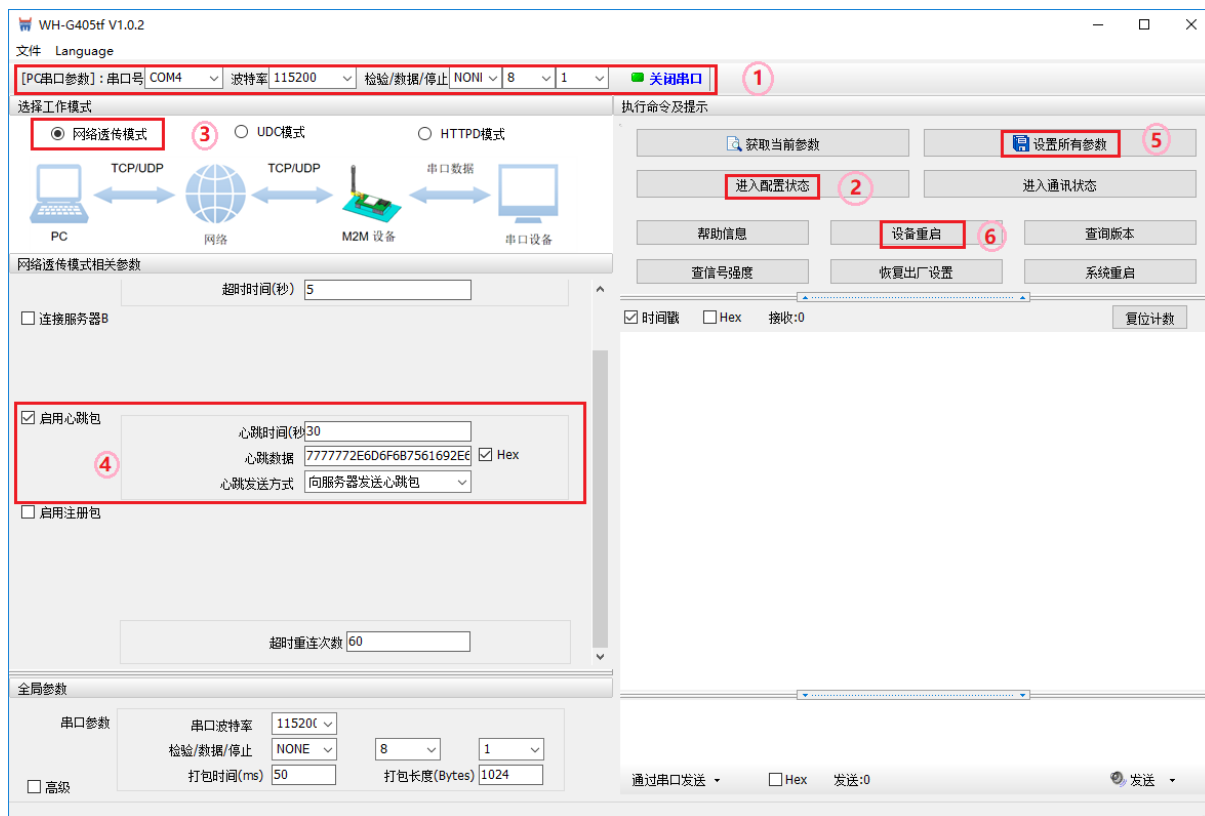 WH-G405tf V1.0.2
文件 Language
[PC串口参数]：串口号 COM4 波特率 115200 检验/数据/停止 NONI 8 1 关闭串口 1
选择工作模式
网络透传模式 3 UDC模式 HTTPD模式
TCP/UDP TCP/UDP 串口数据
PC 网络 M2M 设备 串口设备
网络透传模式相关参数
超时时间(秒) 5
连接服务器B
启用心跳包
心跳时间(秒 30
4 心跳数据 7777772E6D6F6B7561692E6 Hex
心跳发送方式 向服务器发送心跳包
启用注册包
超时重连次数 60
全局参数
串口参数 串口波特率 115200
检验/数据/停止 NONE 8 1
打包时间(ms) 50 打包长度(Bytes) 1024
高级
执行命令及提示
获取当前参数 设置所有参数 5
进入配置状态 2 进入通讯状态
帮助信息 设备重启 6 查询版本
查信号强度 恢复出厂设置 系统重启
时间戳 Hex 接收:0 复位计数
通过串口发送 Hex 发送:0 发送